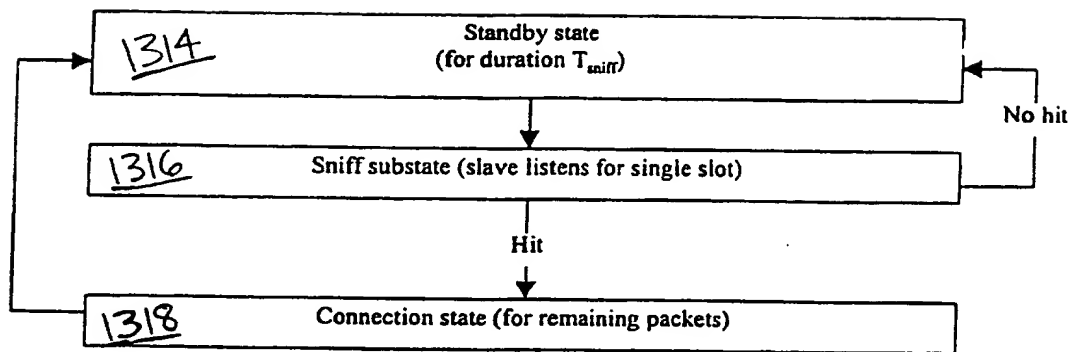 1314
Standby state
(for duration Tsniff)
No hit
1316
Sniff substate (slave listens for single slot)
Hit
1318
Connection state (for remaining packets)